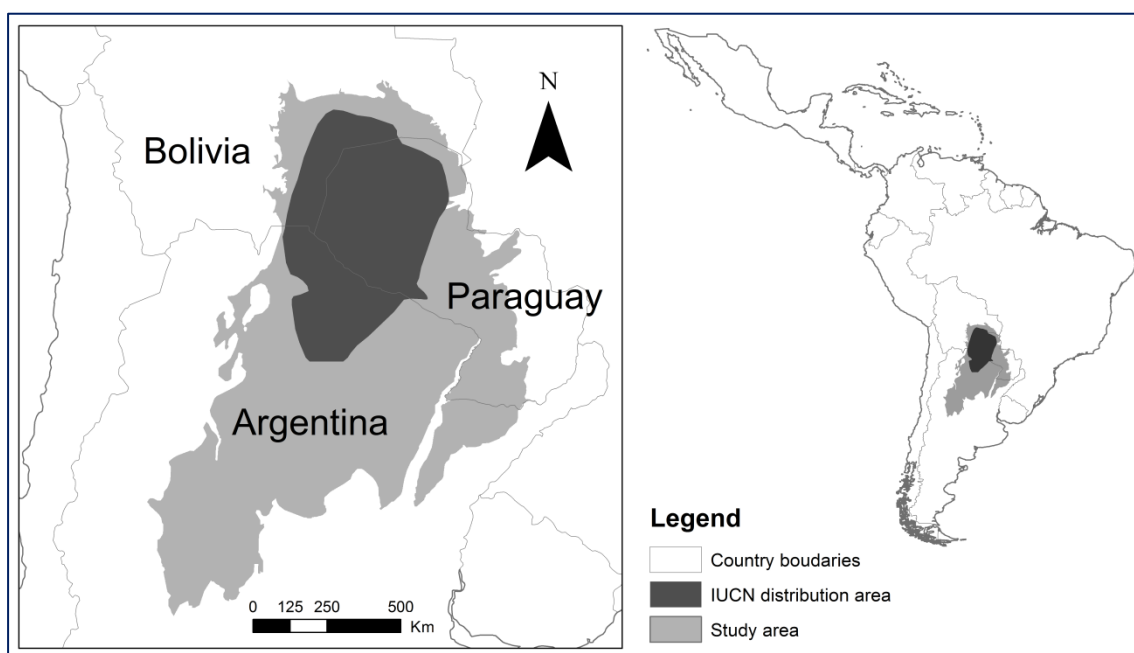 N
Bolivia
Paraguay
Argentina
0 125 250 500
Km
Legend
Country boudaries
IUCN distribution area
Study area